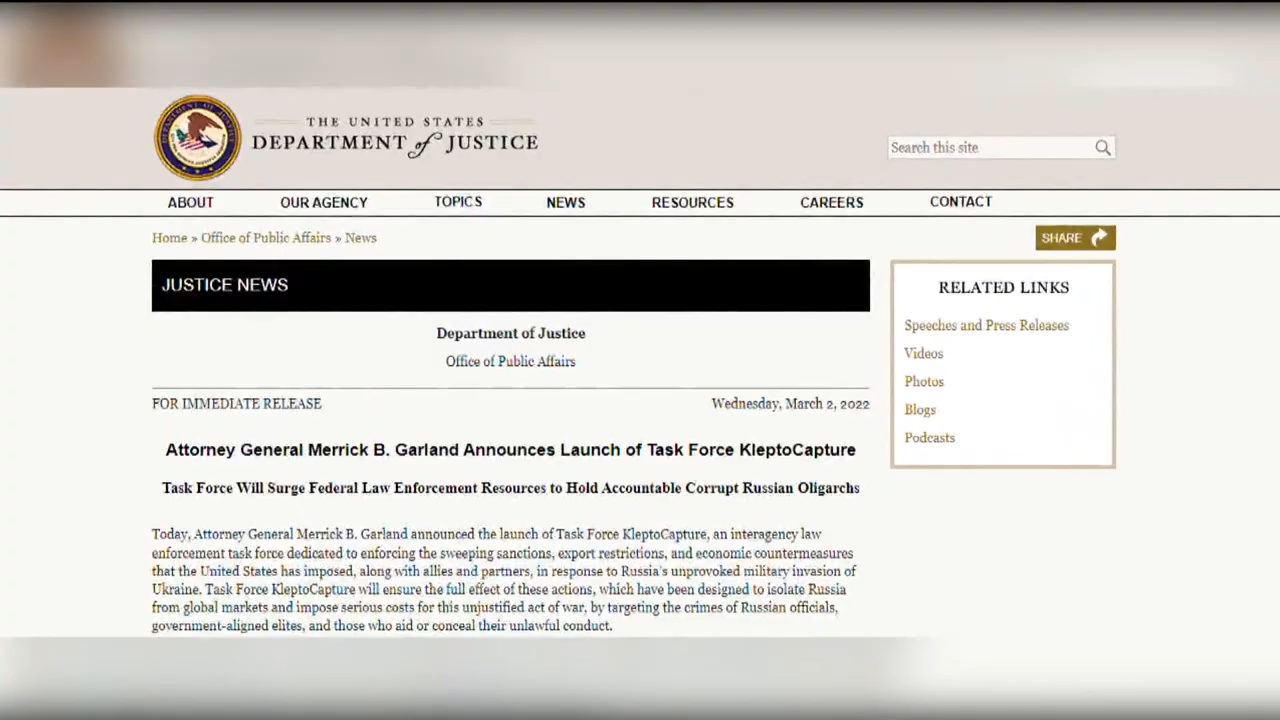 THE UNITED STATES
DEPARTMENT of JUSTICE
Search this site
ABOUT OUR AGENCY TOPICS NEWS RESOURCES CAREERS CONTACT
Home » Office of Public Affairs » News
SHARE
JUSTICE NEWS
Department of Justice
Office of Public Affairs
FOR IMMEDIATE RELEASE Wednesday, March 2, 2022
Attorney General Merrick B. Garland Announces Launch of Task Force KleptoCapture
Task Force Will Surge Federal Law Enforcement Resources to Hold Accountable Corrupt Russian Oligarchs
Today, Attorney General Merrick B. Garland announced the launch of Task Force KleptoCapture, an interagency law
enforcement task force dedicated to enforcing the sweeping sanctions, export restrictions, and economic countermeasures
that the United States has imposed, along with allies and partners, in response to Russia's unprovoked military invasion of
Ukraine. Task Force KleptoCapture will ensure the full effect of these actions, which have been designed to isolate Russia
from global markets and impose serious costs for this unjustified act of war, by targeting the crimes of Russian officials,
government-aligned elites, and those who aid or conceal their unlawful conduct.
RELATED LINKS
Speeches and Press Releases
Videos
Photos
Blogs
Podcasts